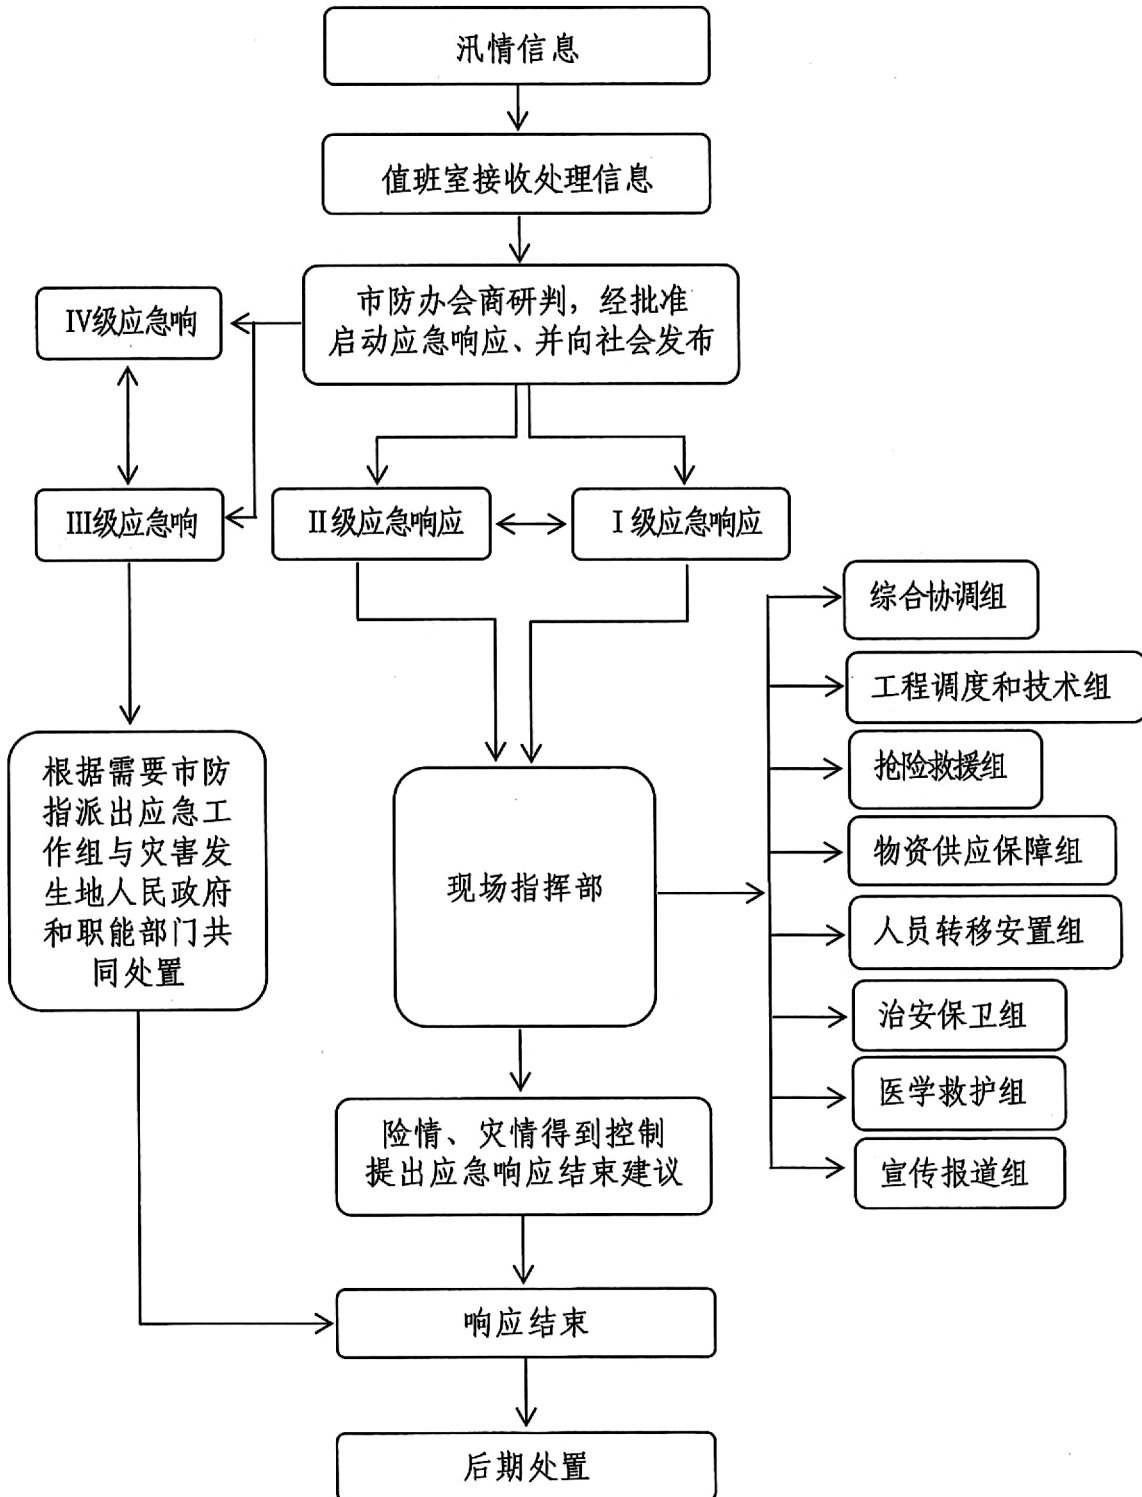 汛情信息
值班室接收处理信息
市防办会商研判，经批准
启动应急响应、并向社会发布
IV级应急响
III级应急响
II级应急响应
I级应急响应
综合协调组
工程调度和技术组
抢险救援组
物资供应保障组
人员转移安置组
治安保卫组
医学救护组
宣传报道组
根据需要市防
指派出应急工
作组与灾害发
生地人民政府
和职能部门共
同处置
现场指挥部
险情、灾情得到控制
提出应急响应结束建议
响应结束
后期处置